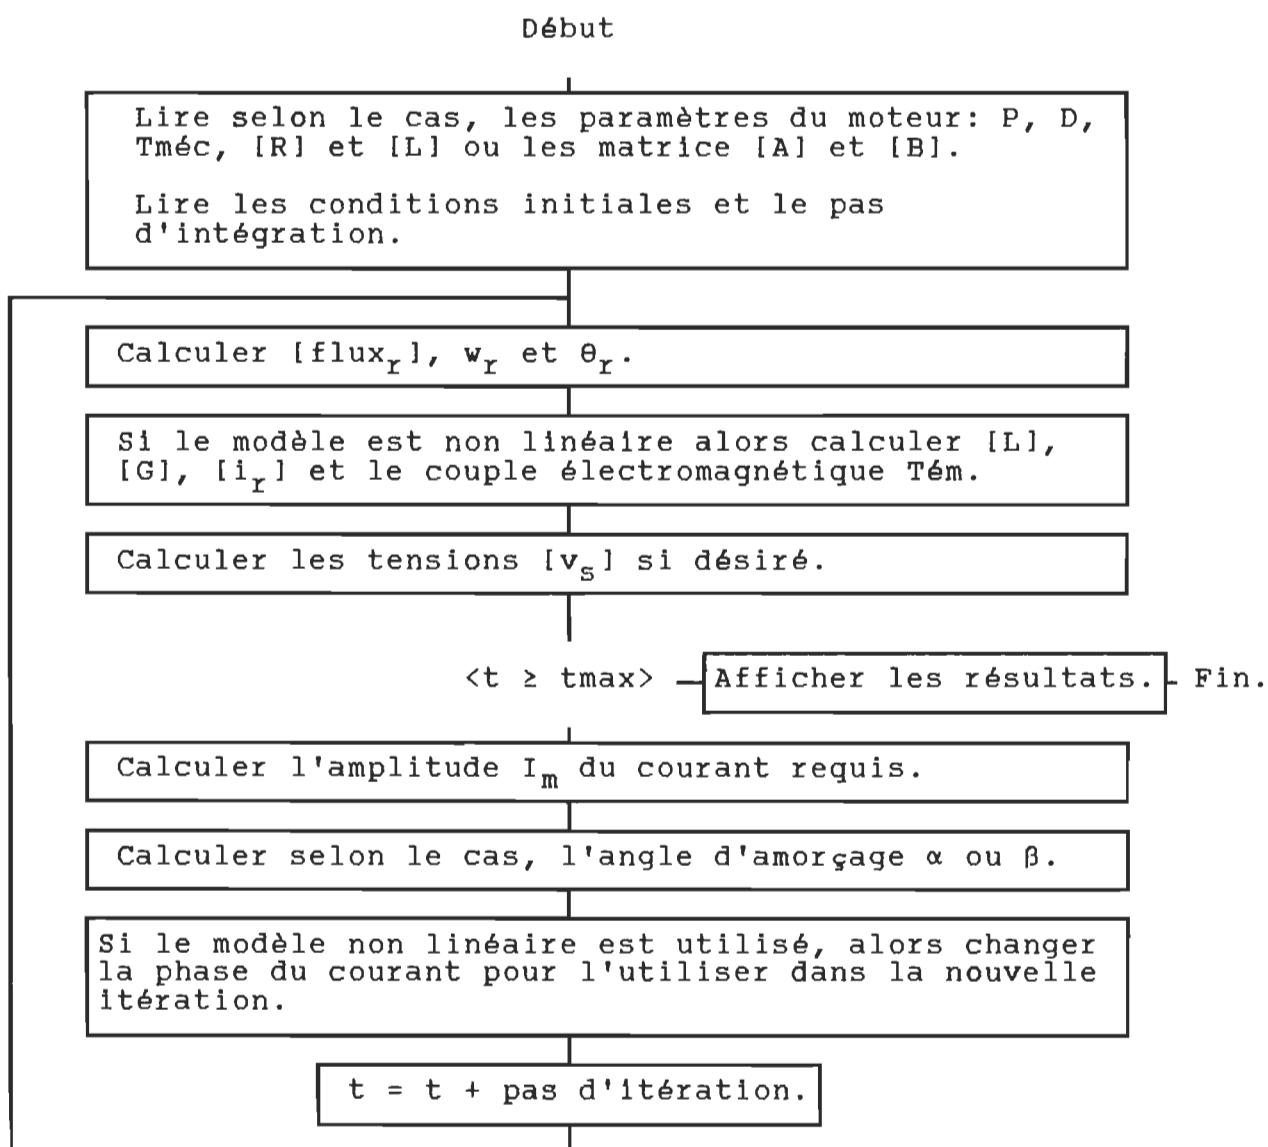 Début
Lire selon le cas, les paramètres du moteur: P, D,
Tméc, [R] et [L] ou les matrice [A] et [B].
Lire les conditions initiales et le pas
d'intégration.
Calculer [flux_r], w_r et θ_r.
Si le modèle est non linéaire alors calculer [L],
[G], [i_r] et le couple électromagnétique Tém.
Calculer les tensions [v_s] si désiré.
<t ≥ tmax> Afficher les résultats. Fin.
Calculer l'amplitude I_m du courant requis.
Calculer selon le cas, l'angle d'amorçage α ou β.
Si le modèle non linéaire est utilisé, alors changer
la phase du courant pour l'utiliser dans la nouvelle
itération.
t = t + pas d'itération.